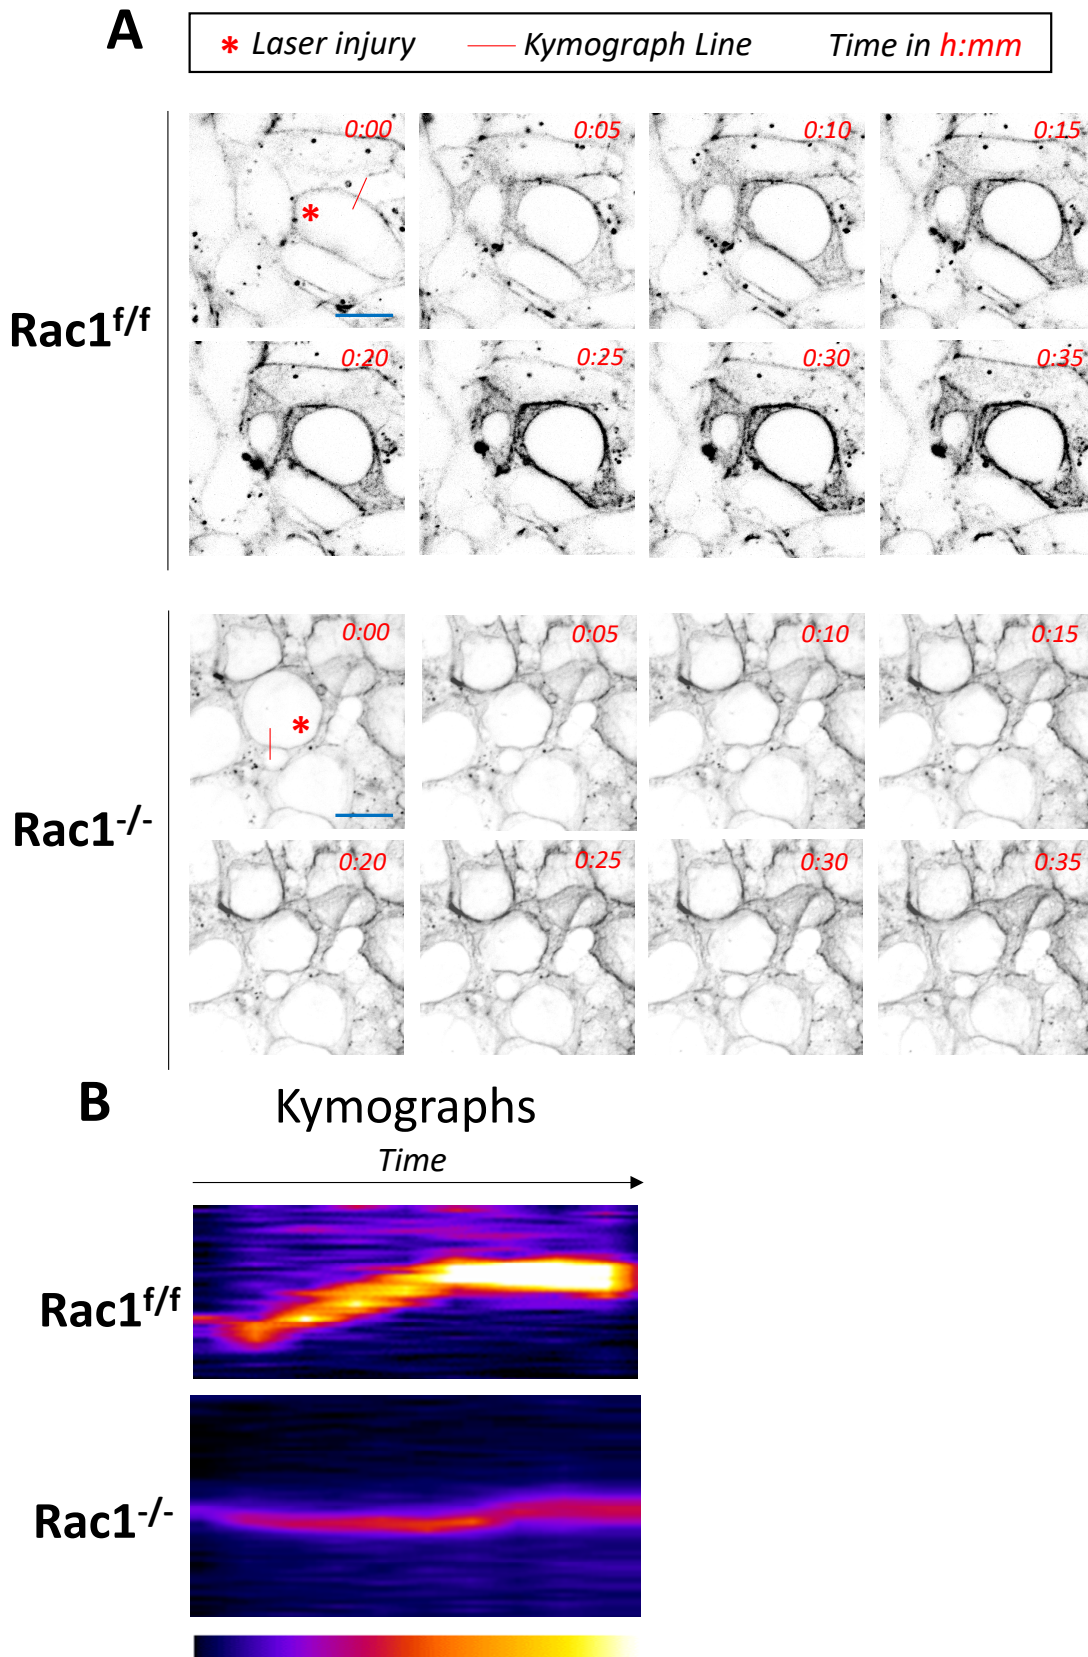 A
* Laser injury — Kymograph Line Time in h:mm
Rac1f/f
0:00 0:05 0:10 0:15
0:20 0:25 0:30 0:35
Rac1-/-
0:00 0:05 0:10 0:15
0:20 0:25 0:30 0:35
B
Kymographs
Time
Rac1f/f
Rac1-/-